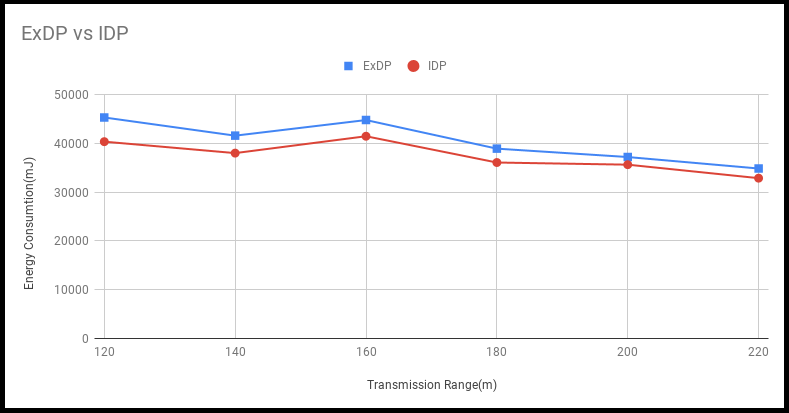 ExDP vs IDP
ExDP IDP
Energy Consumtion(mJ)
50000
40000
30000
20000
10000
0
120 140 160 180 200 220
Transmission Range(m)